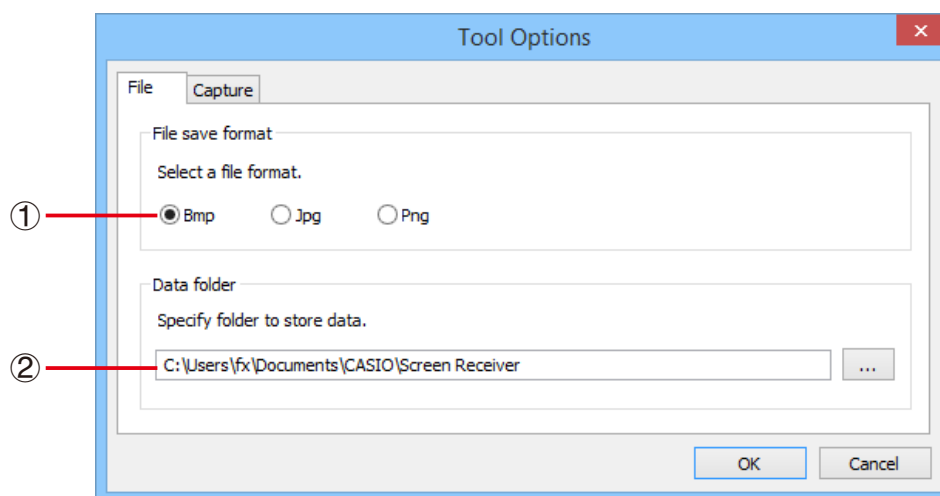 Tool Options
×
File Capture
File save format
Select a file format.
① Bmp Jpg Png
Data folder
Specify folder to store data.
② C:\Users\fx\Documents\CASIO\Screen Receiver ...
OK Cancel